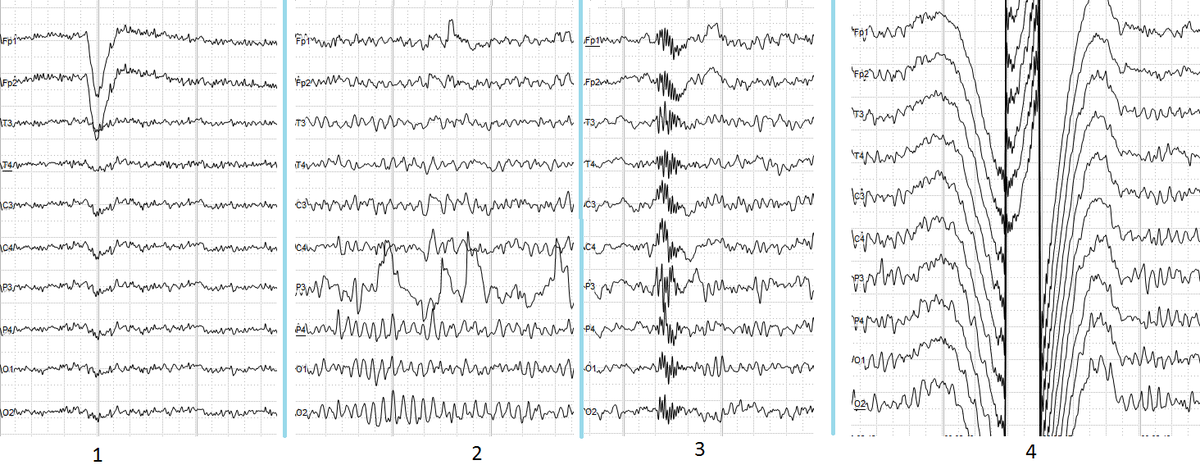 Fp1 Fp1 Fp1 Fp1
Fp2 Fp2 Fp2 Fp2
T3 T3 T3 T3
T4 T4 T4 T4
C3 C3 C3 C3
C4 C4 C4 C4
P3 P3 P3 P3
P4 P4 P4 P4
O1 O1 O1 O1
O2 O2 O2 O2
1 2 3 4